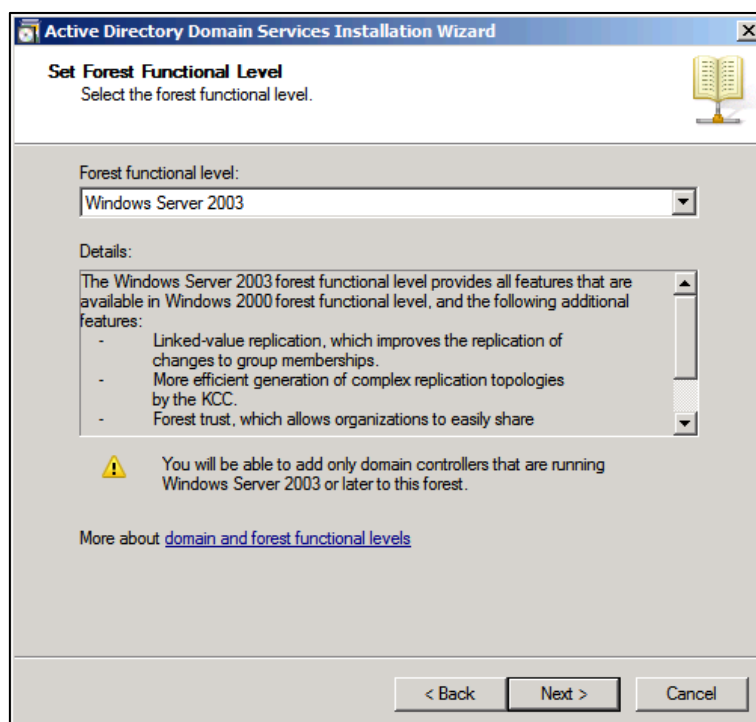 Active Directory Domain Services Installation Wizard
Set Forest Functional Level
Select the forest functional level.
Forest functional level:
Windows Server 2003
Details:
The Windows Server 2003 forest functional level provides all features that are
available in Windows 2000 forest functional level, and the following additional
features:
- Linked-value replication, which improves the replication of
changes to group memberships.
- More efficient generation of complex replication topologies
by the KCC.
- Forest trust, which allows organizations to easily share
You will be able to add only domain controllers that are running
Windows Server 2003 or later to this forest.
More about domain and forest functional levels
< Back Next > Cancel